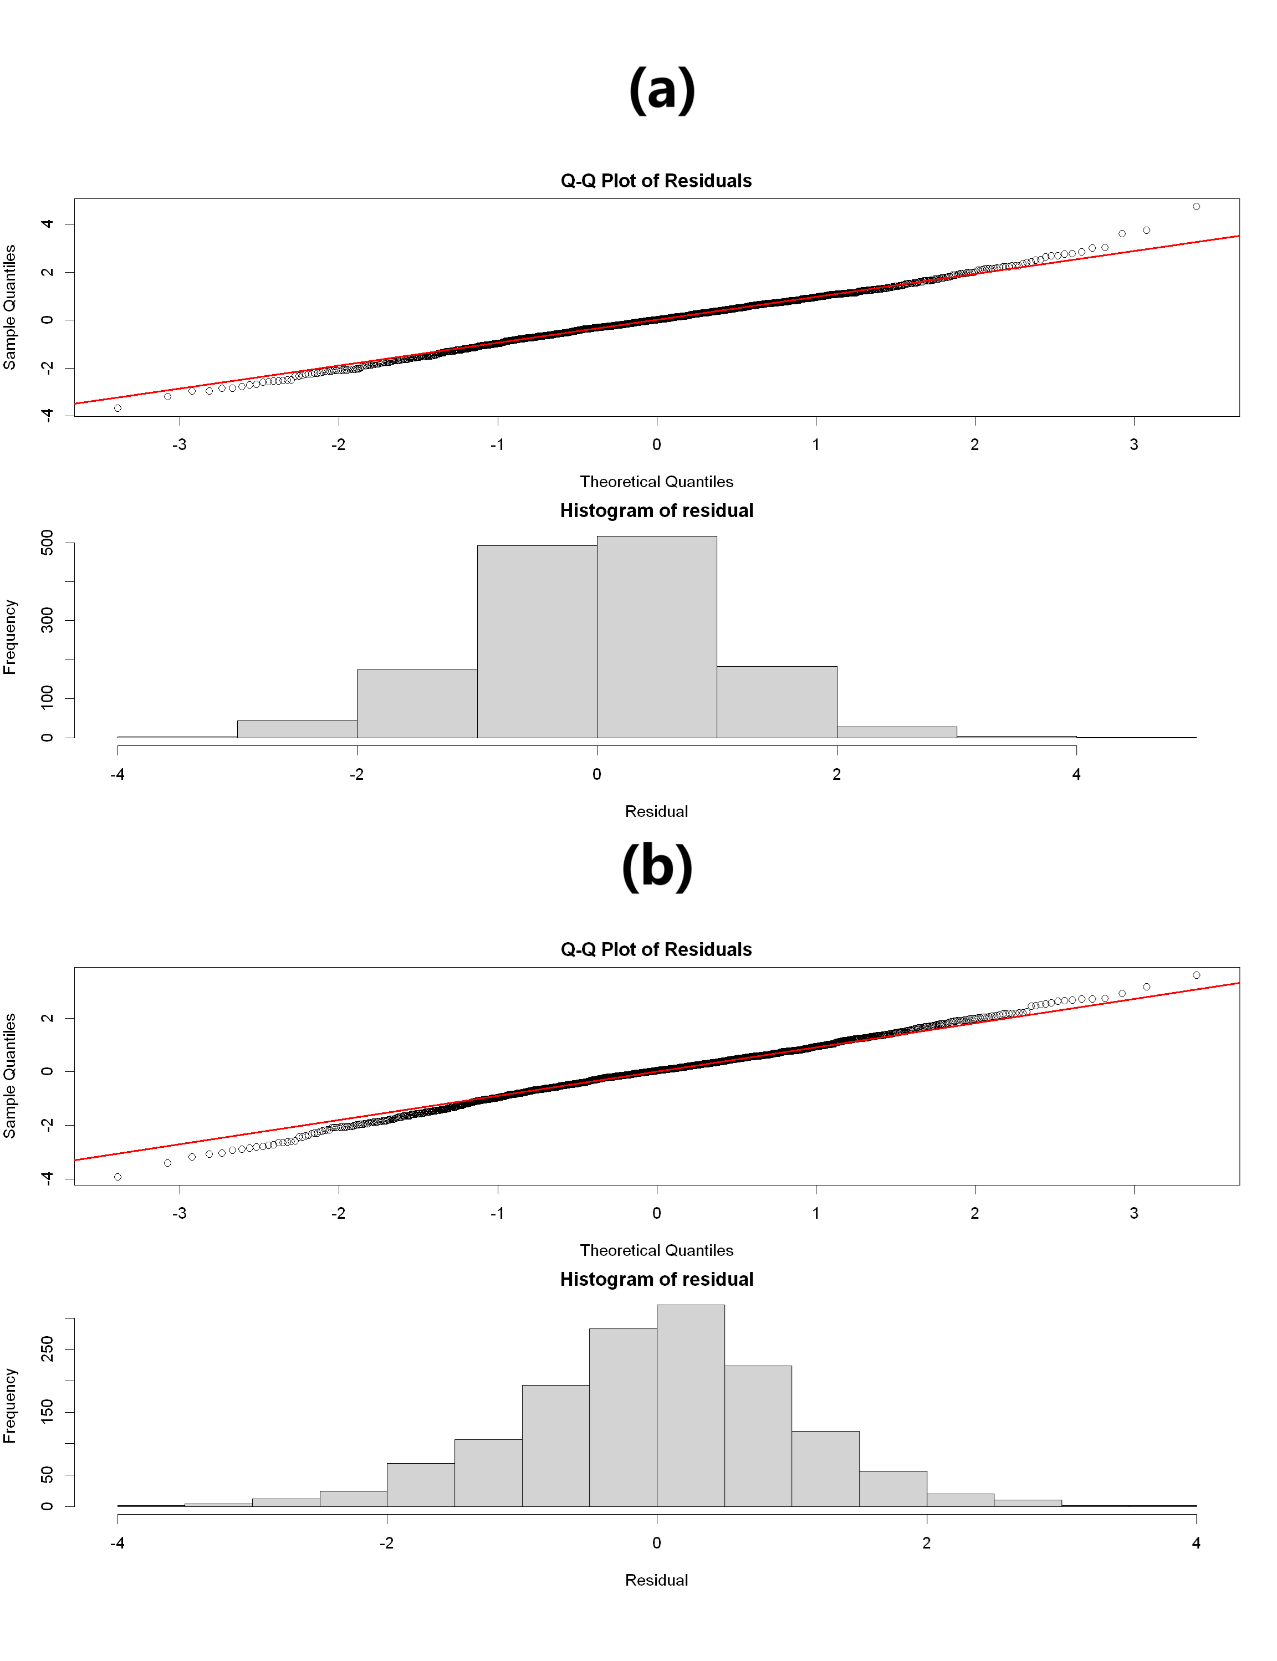 (a)
Q-Q Plot of Residuals
Sample Quantiles
4
2
0
-2
-4
-3 -2 -1 0 1 2 3
Theoretical Quantiles
Histogram of residual
Frequency
500
300
100
0
-4 -2 0 2 4
Residual
(b)
Q-Q Plot of Residuals
Sample Quantiles
2
0
-2
-4
-3 -2 -1 0 1 2 3
Theoretical Quantiles
Histogram of residual
Frequency
250
150
50
0
-4 -2 0 2 4
Residual